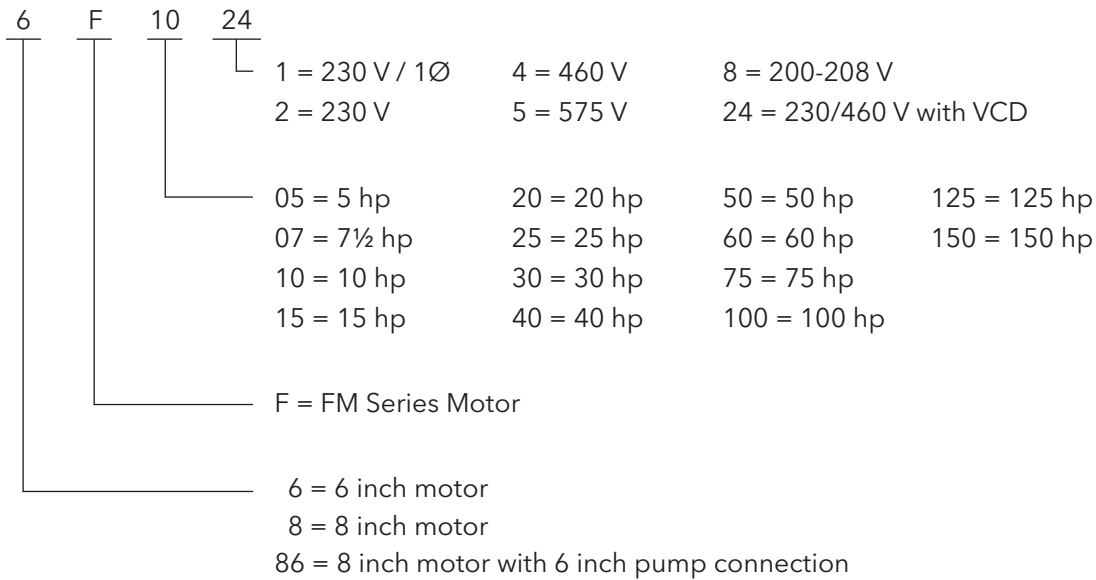 6 F 10 24
1 = 230 V / 1Ø 4 = 460 V 8 = 200-208 V
2 = 230 V 5 = 575 V 24 = 230/460 V with VCD
05 = 5 hp 20 = 20 hp 50 = 50 hp 125 = 125 hp
07 = 7½ hp 25 = 25 hp 60 = 60 hp 150 = 150 hp
10 = 10 hp 30 = 30 hp 75 = 75 hp
15 = 15 hp 40 = 40 hp 100 = 100 hp
F = FM Series Motor
6 = 6 inch motor
8 = 8 inch motor
86 = 8 inch motor with 6 inch pump connection